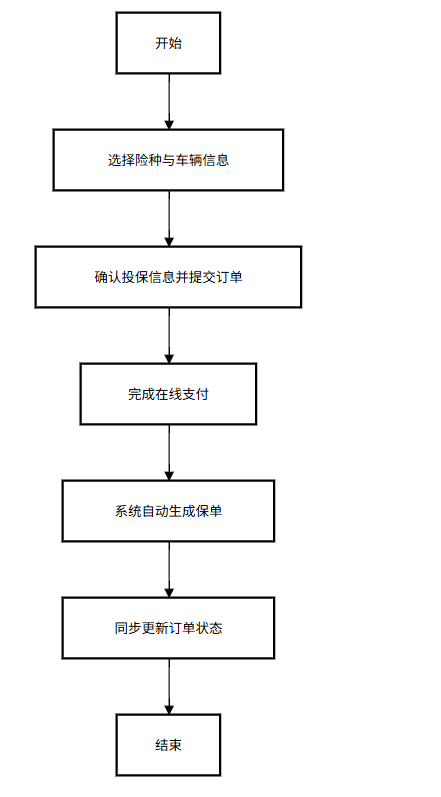 开始
选择险种与车辆信息
确认投保信息并提交订单
完成在线支付
系统自动生成保单
同步更新订单状态
结束